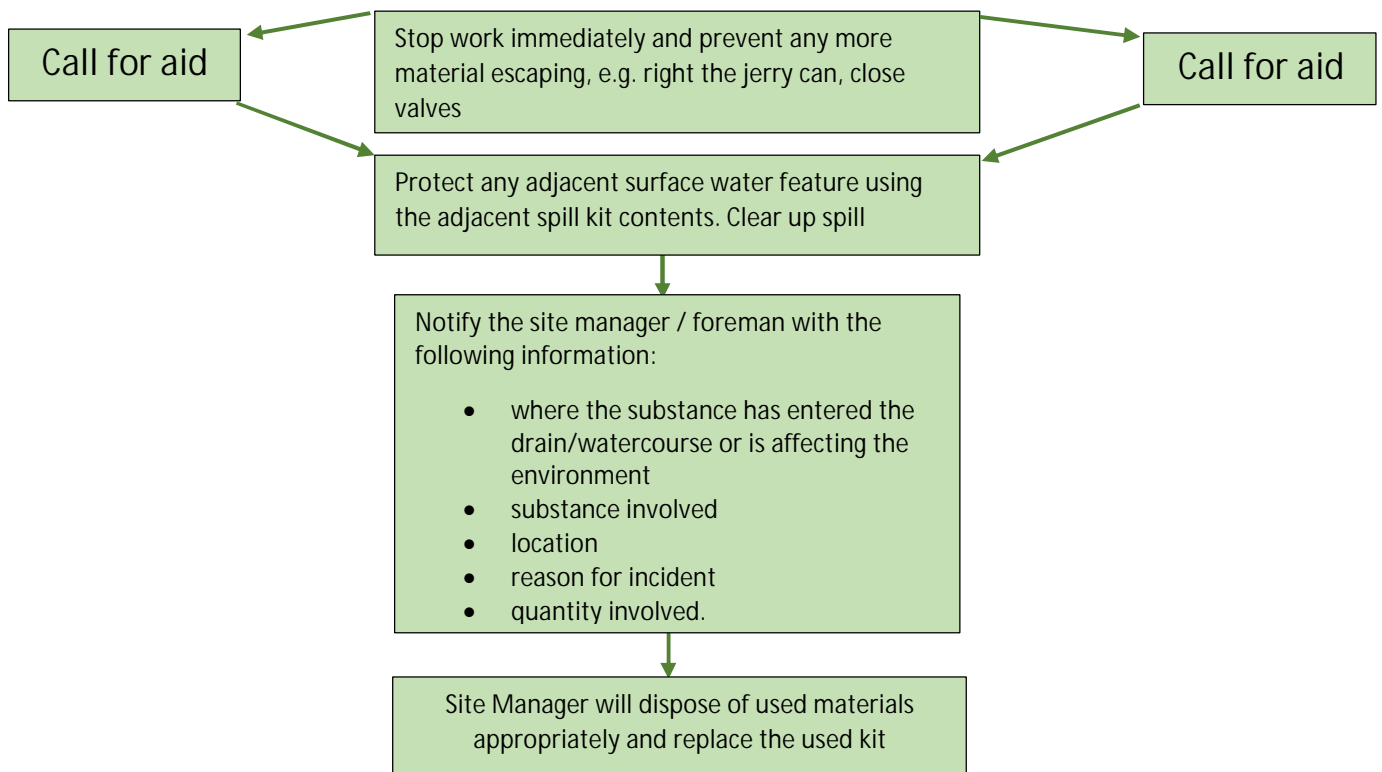 Call for aid
Stop work immediately and prevent any more
material escaping, e.g. right the jerry can, close
valves
Call for aid
Protect any adjacent surface water feature using
the adjacent spill kit contents. Clear up spill
Notify the site manager / foreman with the
following information:
• where the substance has entered the
drain/watercourse or is affecting the
environment
• substance involved
• location
• reason for incident
• quantity involved.
Site Manager will dispose of used materials
appropriately and replace the used kit